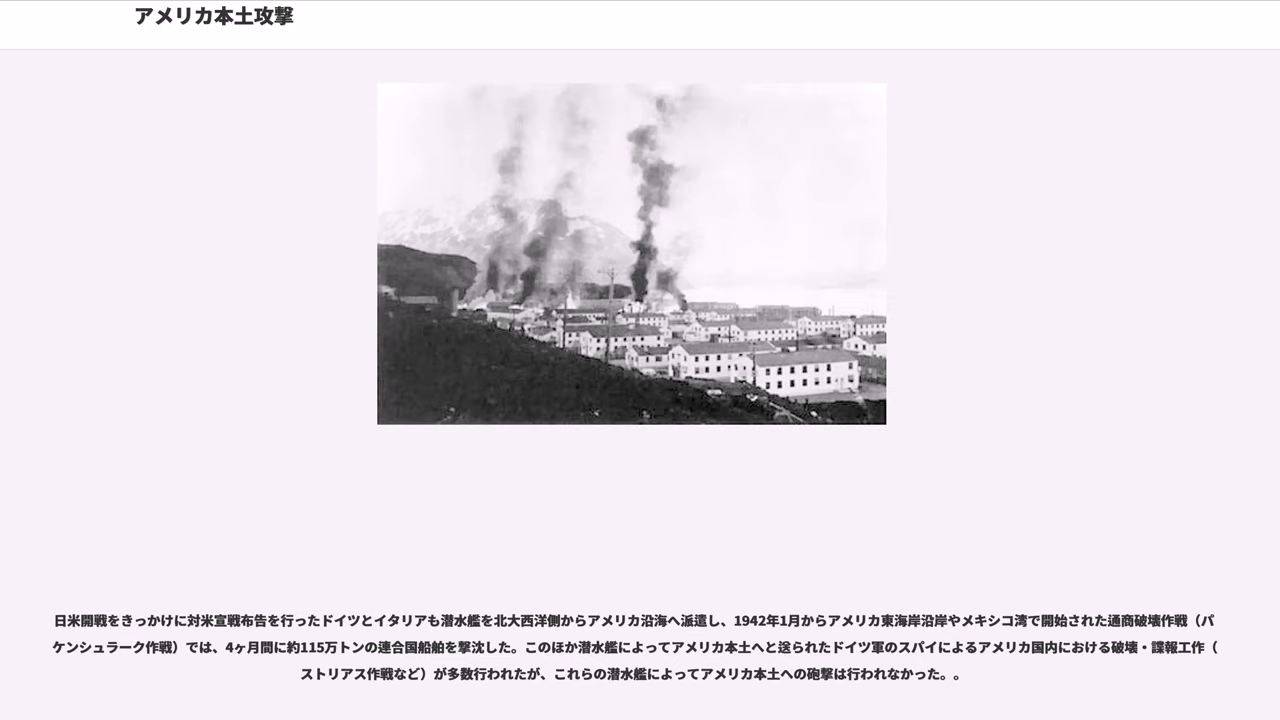 アメリカ本土攻撃
日米開戦をきっかけに対米宣戦布告を行ったドイツとイタリアも潜水艦を北大西洋側からアメリカ沿海へ派遣し、1942年1月からアメリカ東海岸沿岸やメキシコ湾で開始された通商破壊作戦（パ
ケンシュラーク作戦）では、4ヶ月間に約115万トンの連合国船舶を撃沈した。このほか潜水艦によってアメリカ本土へと送られたドイツ軍のスパイによるアメリカ国内における破壊・諜報工作（
ストリアス作戦など）が多数行われたが、これらの潜水艦によってアメリカ本土への砲撃は行われなかった。。